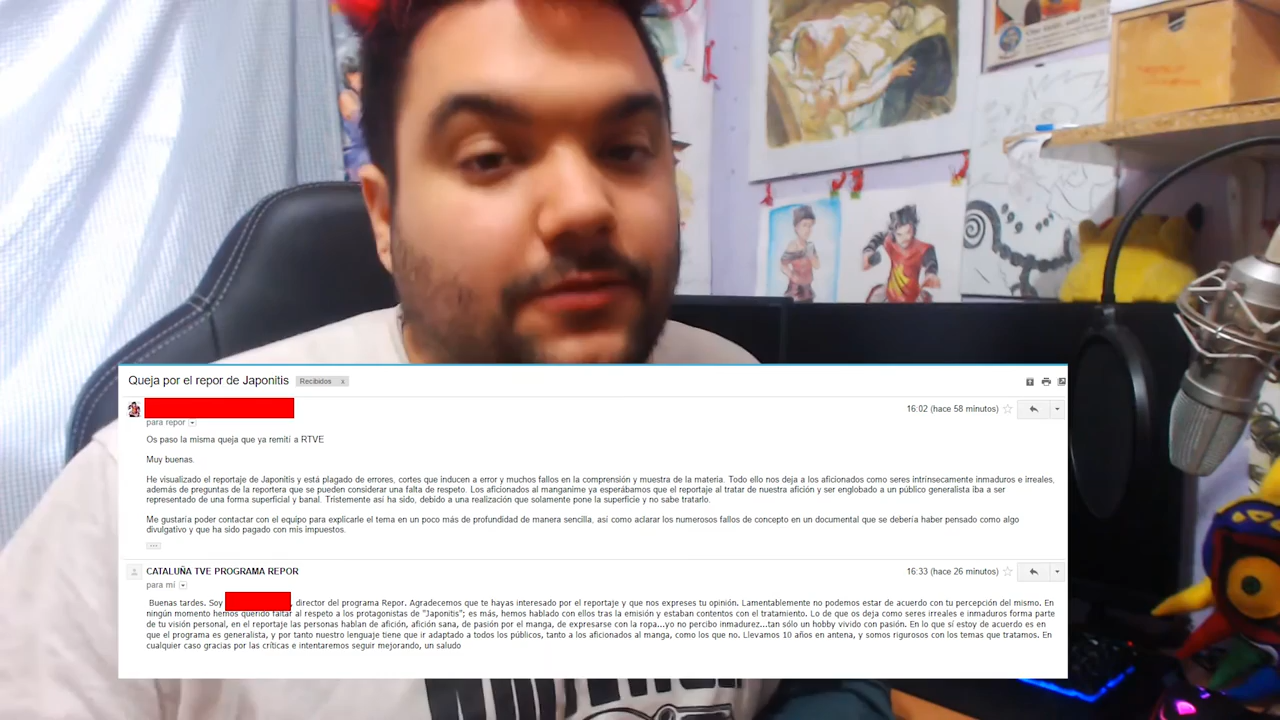 Queja por el repor de Japonitis Recibidos x
16:02 (hace 58 minutos)
para repor
Os paso la misma queja que ya remití a RTVE
Muy buenas.
He visualizado el reportaje de Japonitis y está plagado de errores, cortes que inducen a error y muchos fallos en la comprensión y muestra de la materia. Todo ello nos deja a los aficionados como seres intrinsecamente inmaduros e irreales,
además de preguntas de la reportera que se pueden considerar una falta de respeto. Los aficionados al manganime ya esperábamos que el reportaje al tratar de nuestra afición y ser englobado a un público generalista iba a ser
representado de una forma superficial y banal. Tristemente así ha sido, debido a una realización que solamente pone la superficie y no sabe tratarlo.
Me gustaría poder contactar con el equipo para explicarle el tema en un poco más de profundidad de manera sencilla, así como aclarar los numerosos fallos de concepto en un documental que se debería haber pensado como algo
divulgativo y que ha sido pagado con mis impuestos.
CATALUÑA TVE PROGRAMA REPOR 16:33 (hace 26 minutos)
para mí
Buenas tardes. Soy , director del programa Repor. Agradecemos que te hayas interesado por el reportaje y que nos expreses tu opinión. Lamentablemente no podemos estar de acuerdo con tu percepción del mismo. En
ningún momento hemos querido faltar al respeto a los protagonistas de "Japonitis"; es más, hemos hablado con ellos tras la emisión y estaban contentos con el tratamiento. Lo de que os deja como seres irreales e inmaduros forma parte
de tu visión personal, en el reportaje las personas hablan de afición, afición sana, de pasión por el manga, de expresarse con la ropa...yo no percibo inmadurez...tan sólo un hobby vivido con pasión. En lo que sí estoy de acuerdo es en
que el programa es generalista, y por tanto nuestro lenguaje tiene que ir adaptado a todos los públicos, tanto a los aficionados al manga, como los que no. Llevamos 10 años en antena, y somos rigurosos con los temas que tratamos. En
cualquier caso gracias por las críticas e intentaremos seguir mejorando, un saludo